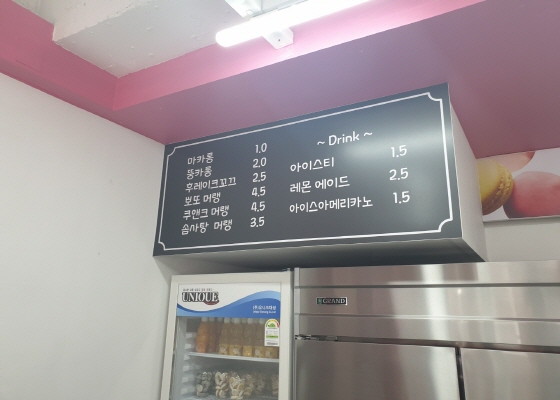 마카롱 1.0
뚱카롱 2.0
후레이크꼬끄 2.5
뽀또 머랭 4.5
쿠앤크 머랭 4.5
솜사탕 머랭 3.5
~ Drink ~
아이스티 1.5
레몬 에이드 2.5
아이스아메리카노 1.5
UNIQUE
GRAND